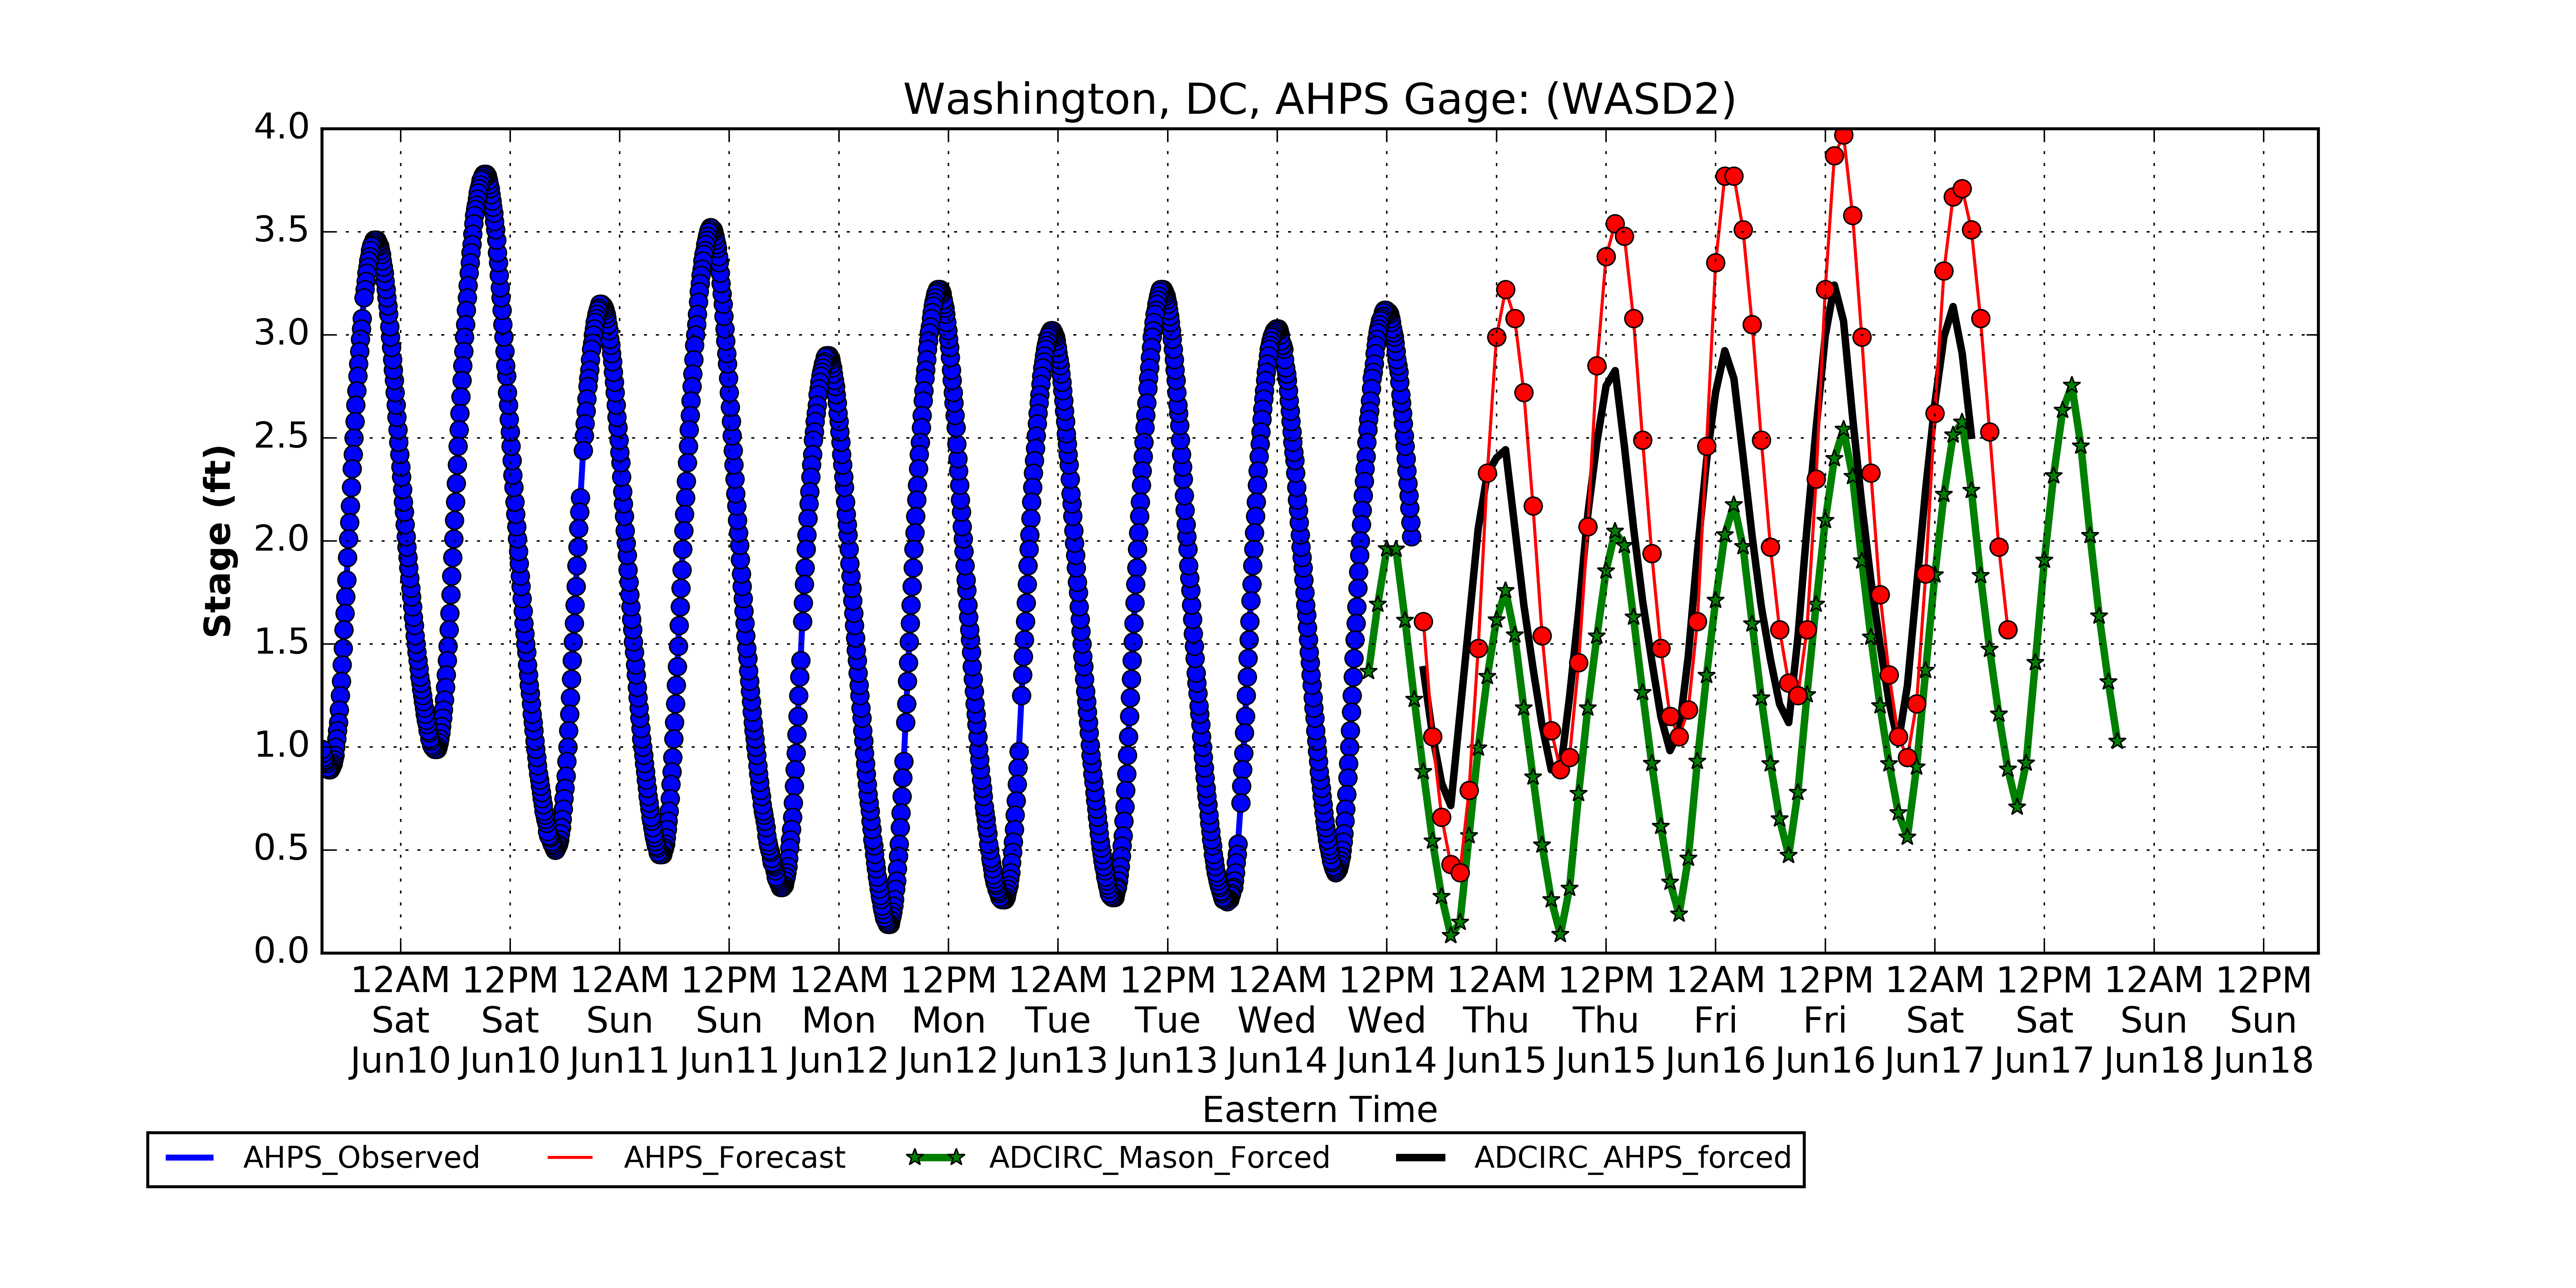 Washington, DC, AHPS Gage: (WASD2)
4.0
3.5
3.0
2.5
2.0
1.5
1.0
0.5
0.0
Stage (ft)
12AM 12PM 12AM 12PM 12AM 12PM 12AM 12PM 12AM 12PM 12AM 12PM 12AM 12PM 12AM 12PM 12AM 12PM
Sat Sat Sun Sun Mon Mon Tue Tue Wed Wed Thu Thu Fri Fri Sat Sat Sun Sun
Jun10 Jun10 Jun11 Jun11 Jun12 Jun12 Jun13 Jun13 Jun14 Jun14 Jun15 Jun15 Jun16 Jun16 Jun17 Jun17 Jun18 Jun18
Eastern Time
AHPS_Observed AHPS_Forecast ADCIRC_Mason_Forced ADCIRC_AHPS_forced